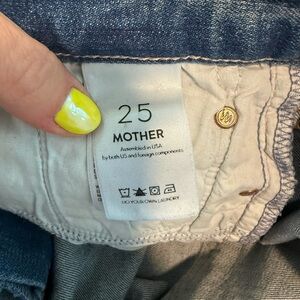 25
MOTHER
Assembled in USA
by both US and foreign components
DO YOUR OWN LAUNDRY